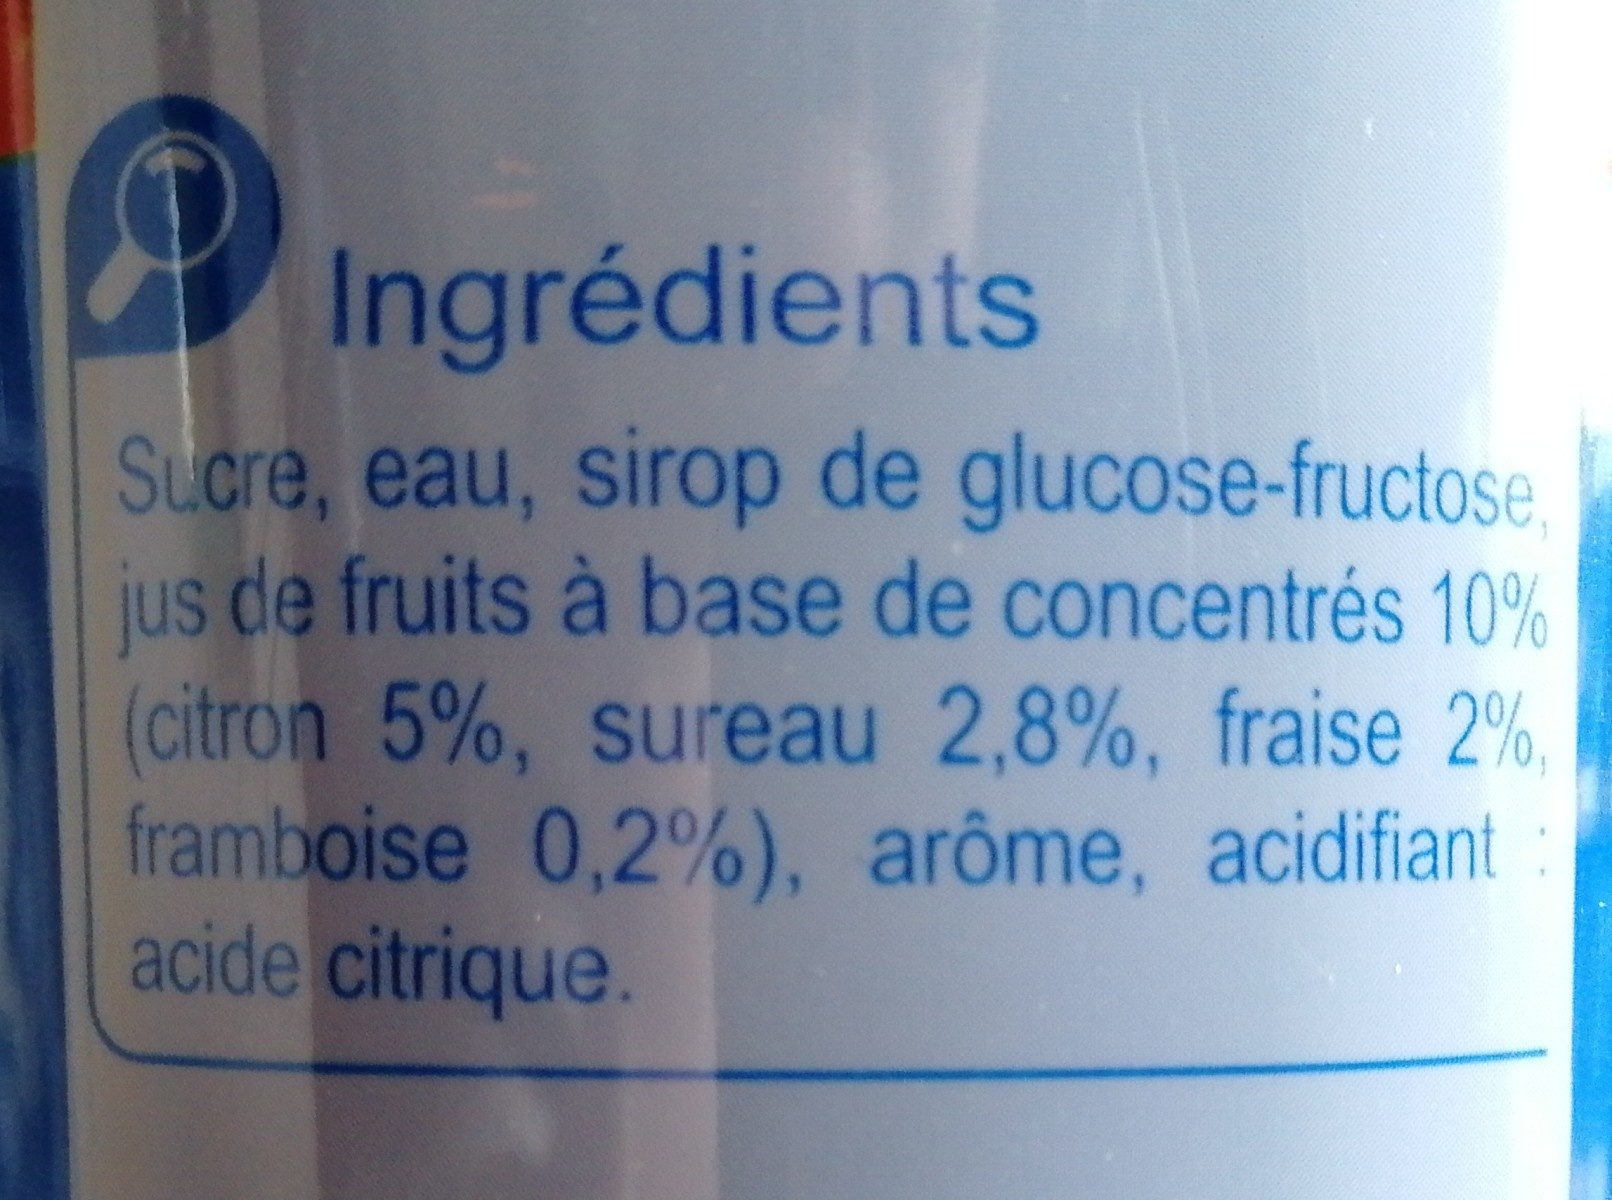 Ingrédients
Sucre, eau, sirop de glucose-fructose,
jus de fruits à base de concentrés 10%
(citron 5%, sureau 2,8%, fraise 2%,
framboise 0,2%), arôme, acidifiant :
acide citrique.